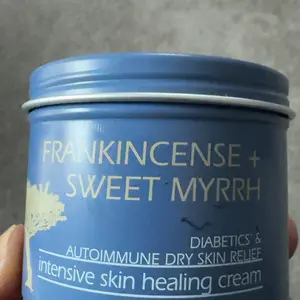 FRANKINCENSE +
SWEET MYRRH
DIABETICS &
AUTOIMMUNE DRY SKIN RELIEF
intensive skin healing cream